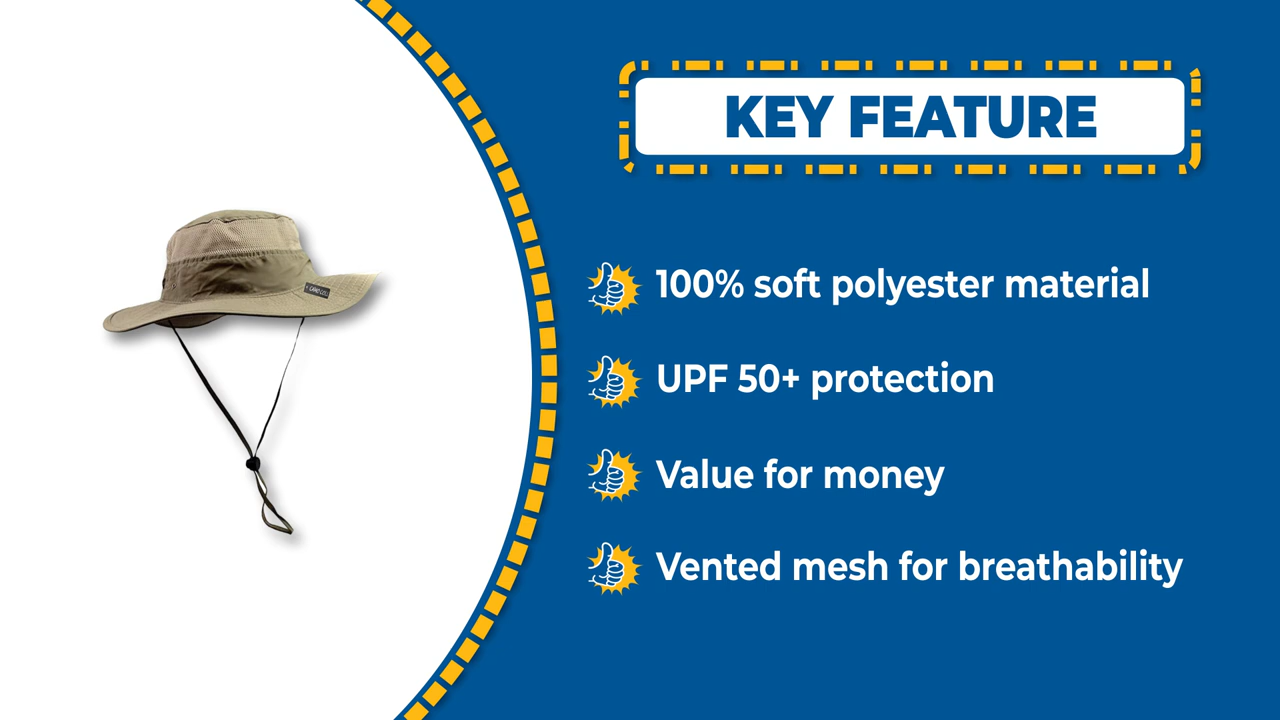 KEY FEATURE
100% soft polyester material
UPF 50+ protection
Value for money
Vented mesh for breathability